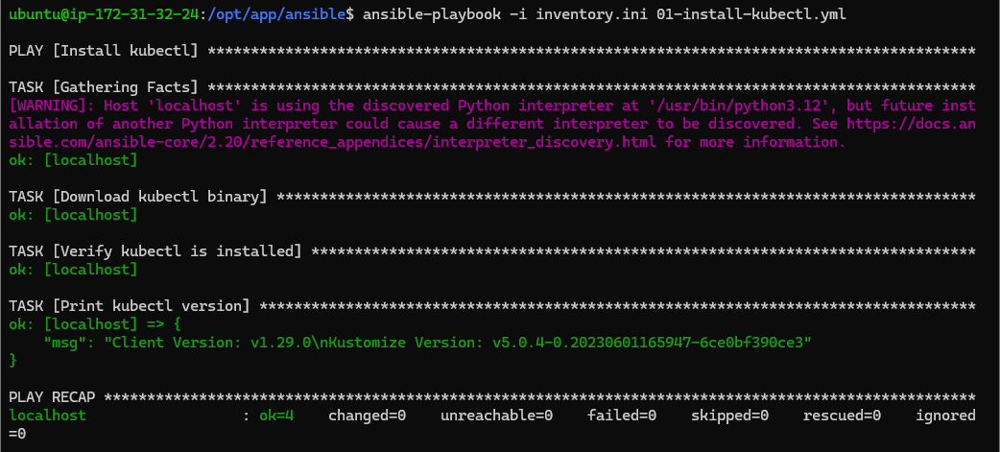 ubuntu@ip-172-31-32-24:/opt/app/ansible$ ansible-playbook -i inventory.ini 01-install-kubectl.yml
PLAY [Install kubectl] *****************************************************************************************
TASK [Gathering Facts] *****************************************************************************************
[WARNING]: Host 'localhost' is using the discovered Python interpreter at '/usr/bin/python3.12', but future inst
allation of another Python interpreter could cause a different interpreter to be discovered. See https://docs.an
sible.com/ansible-core/2.20/reference_appendices/interpreter_discovery.html for more information.
ok: [localhost]
TASK [Download kubectl binary] *********************************************************************************
ok: [localhost]
TASK [Verify kubectl is installed] *****************************************************************************
ok: [localhost]
TASK [Print kubectl version] ***********************************************************************************
ok: [localhost] => {
    "msg": "Client Version: v1.29.0\nKustomize Version: v5.0.4-0.20230601165947-6ce0bf390ce3"
}
PLAY RECAP *****************************************************************************************************
localhost                  : ok=4    changed=0    unreachable=0    failed=0    skipped=0    rescued=0    ignored
=0